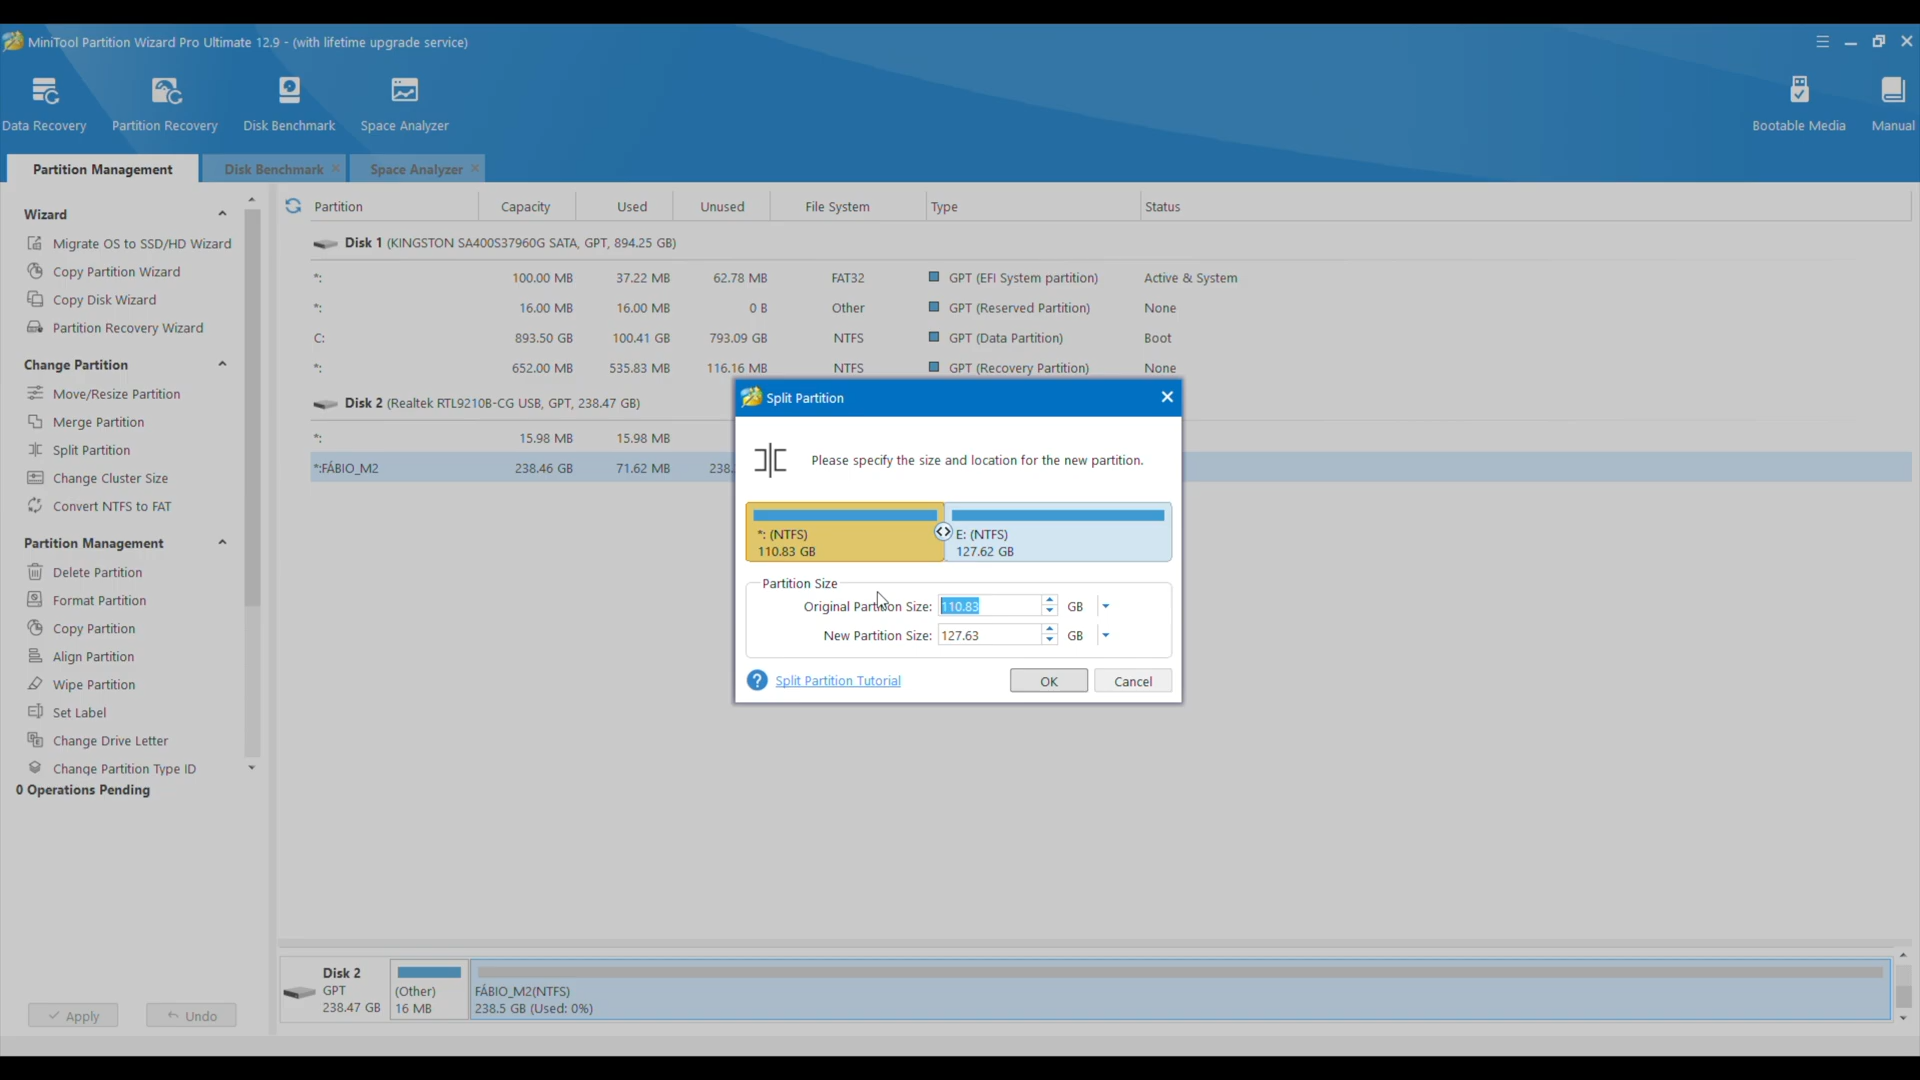 MiniTool Partition Wizard Pro Ultimate 12.9 - (with lifetime upgrade service)
Data Recovery Partition Recovery Disk Benchmark Space Analyzer Bootable Media Manual
Partition Management Disk Benchmark Space Analyzer
Wizard
Migrate OS to SSD/HD Wizard
Copy Partition Wizard
Copy Disk Wizard
Partition Recovery Wizard
Change Partition
Move/Resize Partition
Merge Partition
Split Partition
Change Cluster Size
Convert NTFS to FAT
Partition Management
Delete Partition
Format Partition
Copy Partition
Align Partition
Wipe Partition
Set Label
Change Drive Letter
Change Partition Type ID
0 Operations Pending
Apply Undo
Partition Capacity Used Unused File System Type Status
Disk 1 (KINGSTON SA400S37960G SATA, GPT, 894.25 GB)
*: 100.00 MB 37.22 MB 62.78 MB FAT32 GPT (EFI System partition) Active & System
*: 16.00 MB 16.00 MB 0 B Other GPT (Reserved Partition) None
C: 893.50 GB 100.41 GB 793.09 GB NTFS GPT (Data Partition) Boot
*: 652.00 MB 535.83 MB 116.16 MB NTFS GPT (Recovery Partition) None
Disk 2 (Realtek RTL9210B-CG USB, GPT, 238.47 GB)
*: 15.98 MB 15.98 MB
*:FÁBIO_M2 238.46 GB 71.62 MB 238.
Split Partition
Please specify the size and location for the new partition.
*: (NTFS) E: (NTFS)
110.83 GB 127.62 GB
Partition Size
Original Partition Size: 110.83 GB
New Partition Size: 127.63 GB
? Split Partition Tutorial OK Cancel
Disk 2
GPT
238.47 GB
(Other)
16 MB
FÁBIO_M2(NTFS)
238.5 GB (Used: 0%)